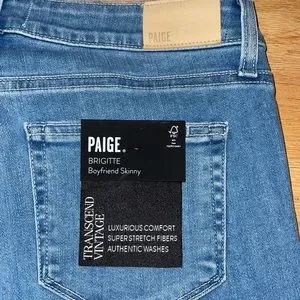 PAIGE
PAIGE.
BRIGITTE
Boyfriend Skinny
TRANSCEND
VINTAGE
LUXURIOUS COMFORT
SUPER STRETCH FIBERS
AUTHENTIC WASHES